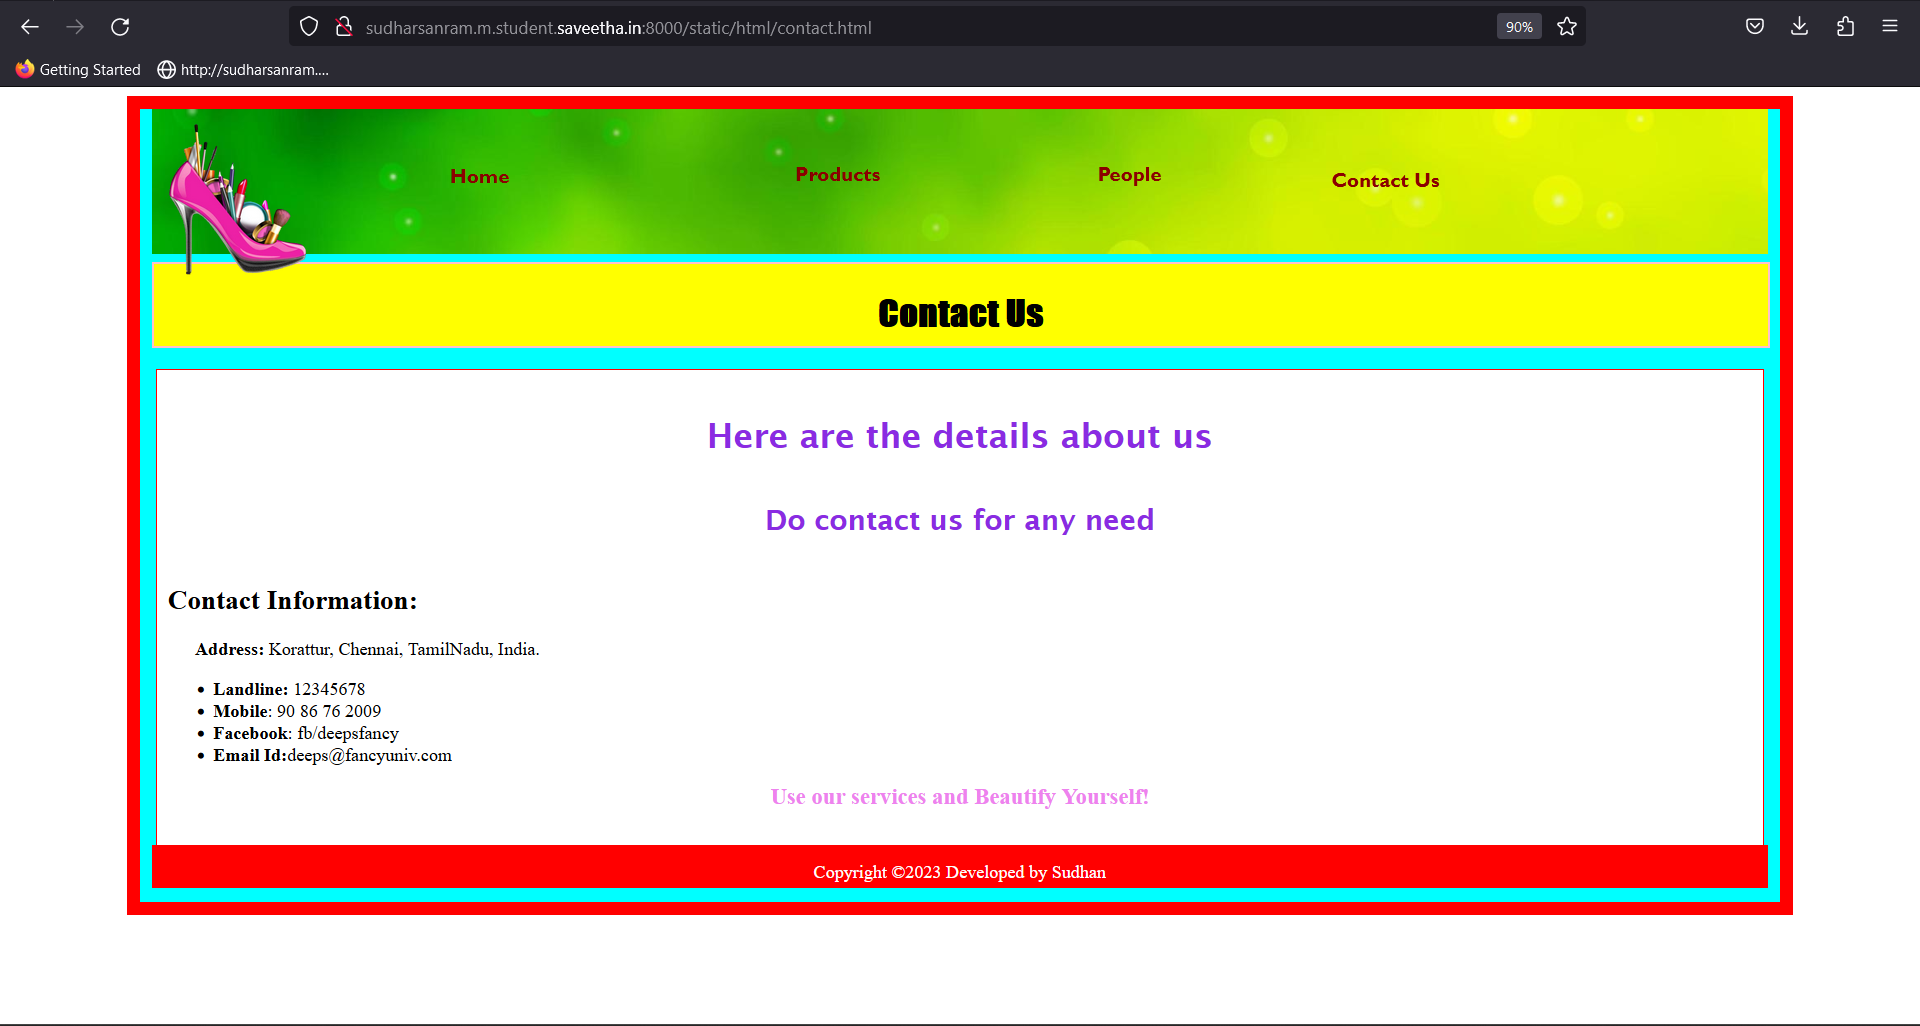 sudharsanram.m.student.saveetha.in:8000/static/html/contact.html
90%
Getting Started
http://sudharsanram....
Home
Products
People
Contact Us
Contact Us
Here are the details about us
Do contact us for any need
Contact Information:
Address: Korattur, Chennai, TamilNadu, India.
Landline: 12345678
Mobile: 90 86 76 2009
Facebook: fb/deepsfancy
Email Id:deeps@fancyuniv.com
Use our services and Beautify Yourself!
Copyright ©2023 Developed by Sudhan